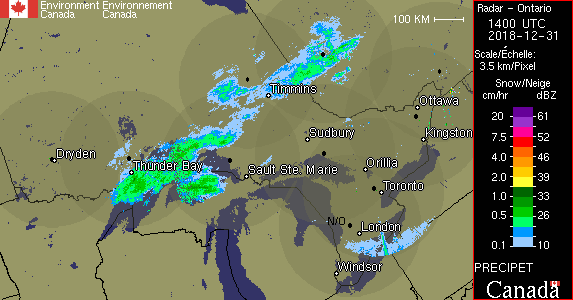 Environment Environnement
Canada Canada
100 KM
Timmins
Ottawa
Sudbury
Kingston
Dryden
Thunder Bay
Sault Ste. Marie
Orillia
Toronto
N/O
London
Windsor
Radar - Ontario
1400 UTC
2018-12-31
Scale/Échelle:
3.5 km/Pixel
Snow/Neige
cm/hr dBZ
20 61
7.5 52
4.0 46
2.0 39
1.0 33
0.5 26
0.1 10
PRECIPET
Canada